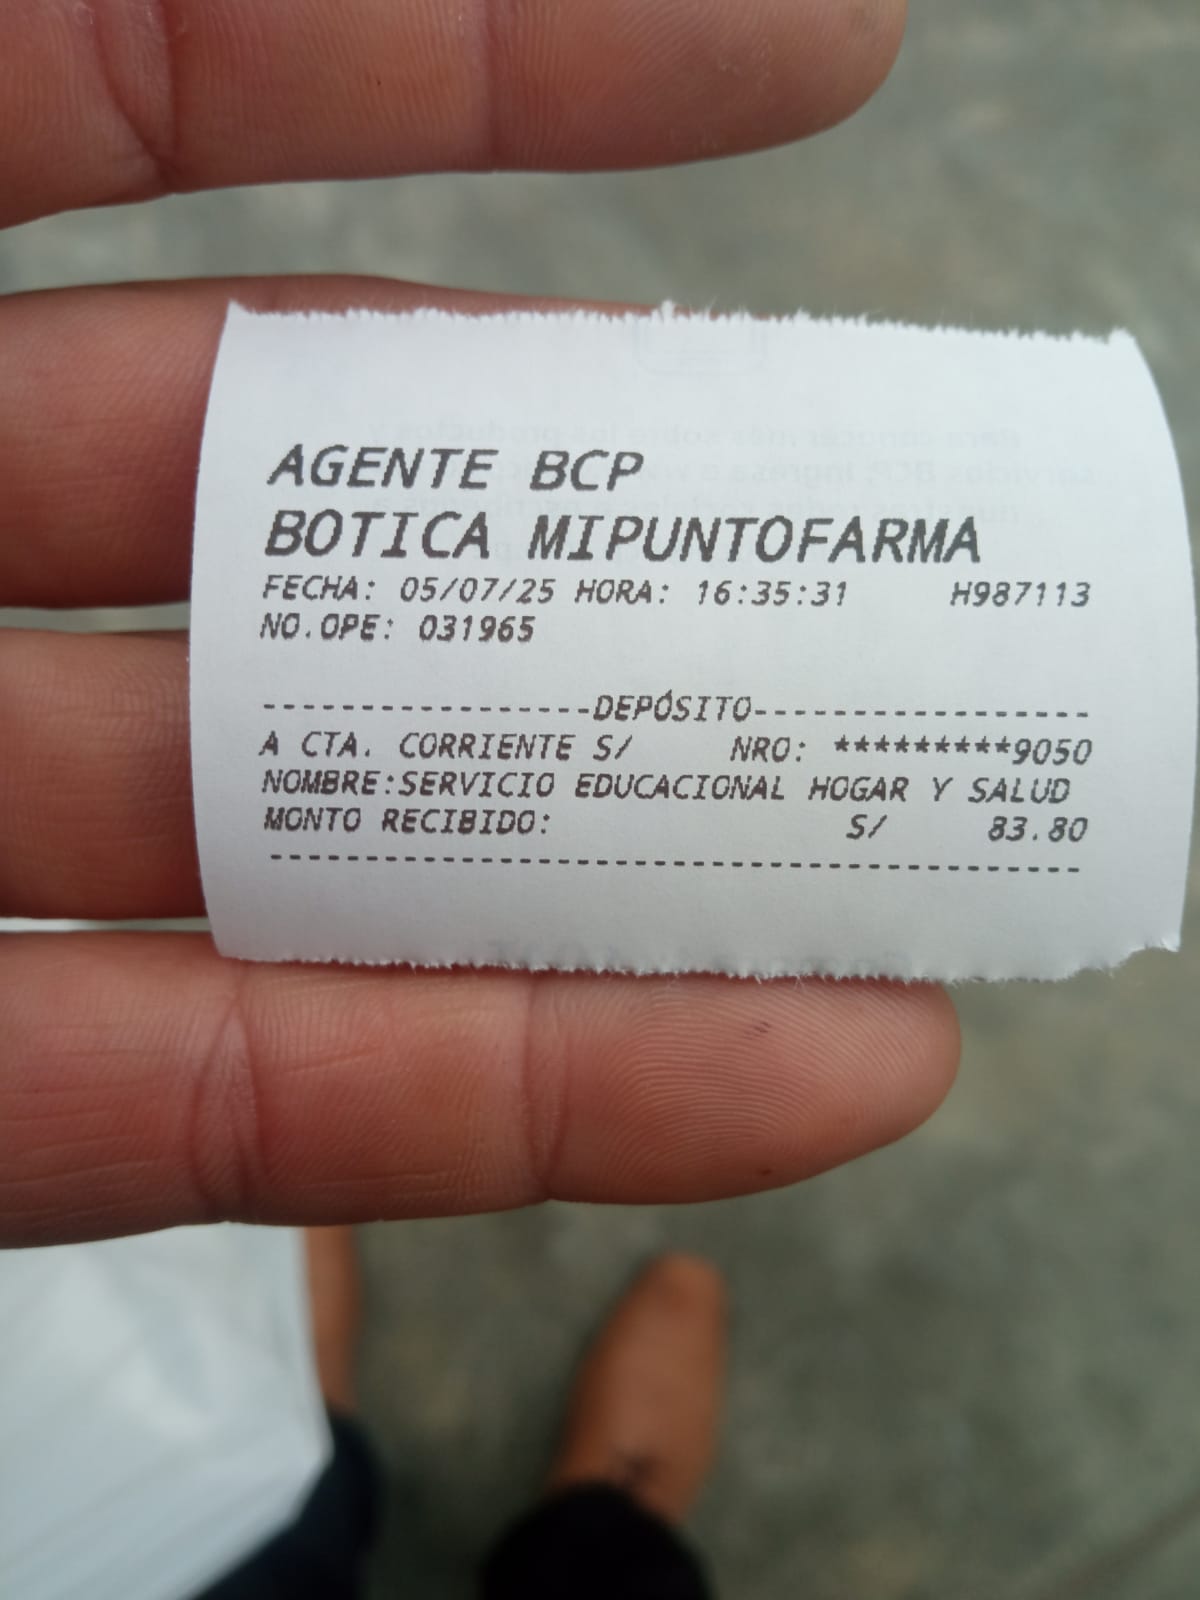 AGENTE BCP
BOTICA MIPUNTOFARMA
FECHA: 05/07/25 HORA: 16:35:31 H987113
NO.OPE: 031965
-----------------DEPÓSITO-----------------
A CTA. CORRIENTE S/ NRO: *********9050
NOMBRE:SERVICIO EDUCACIONAL HOGAR Y SALUD
MONTO RECIBIDO: S/ 83.80
------------------------------------------